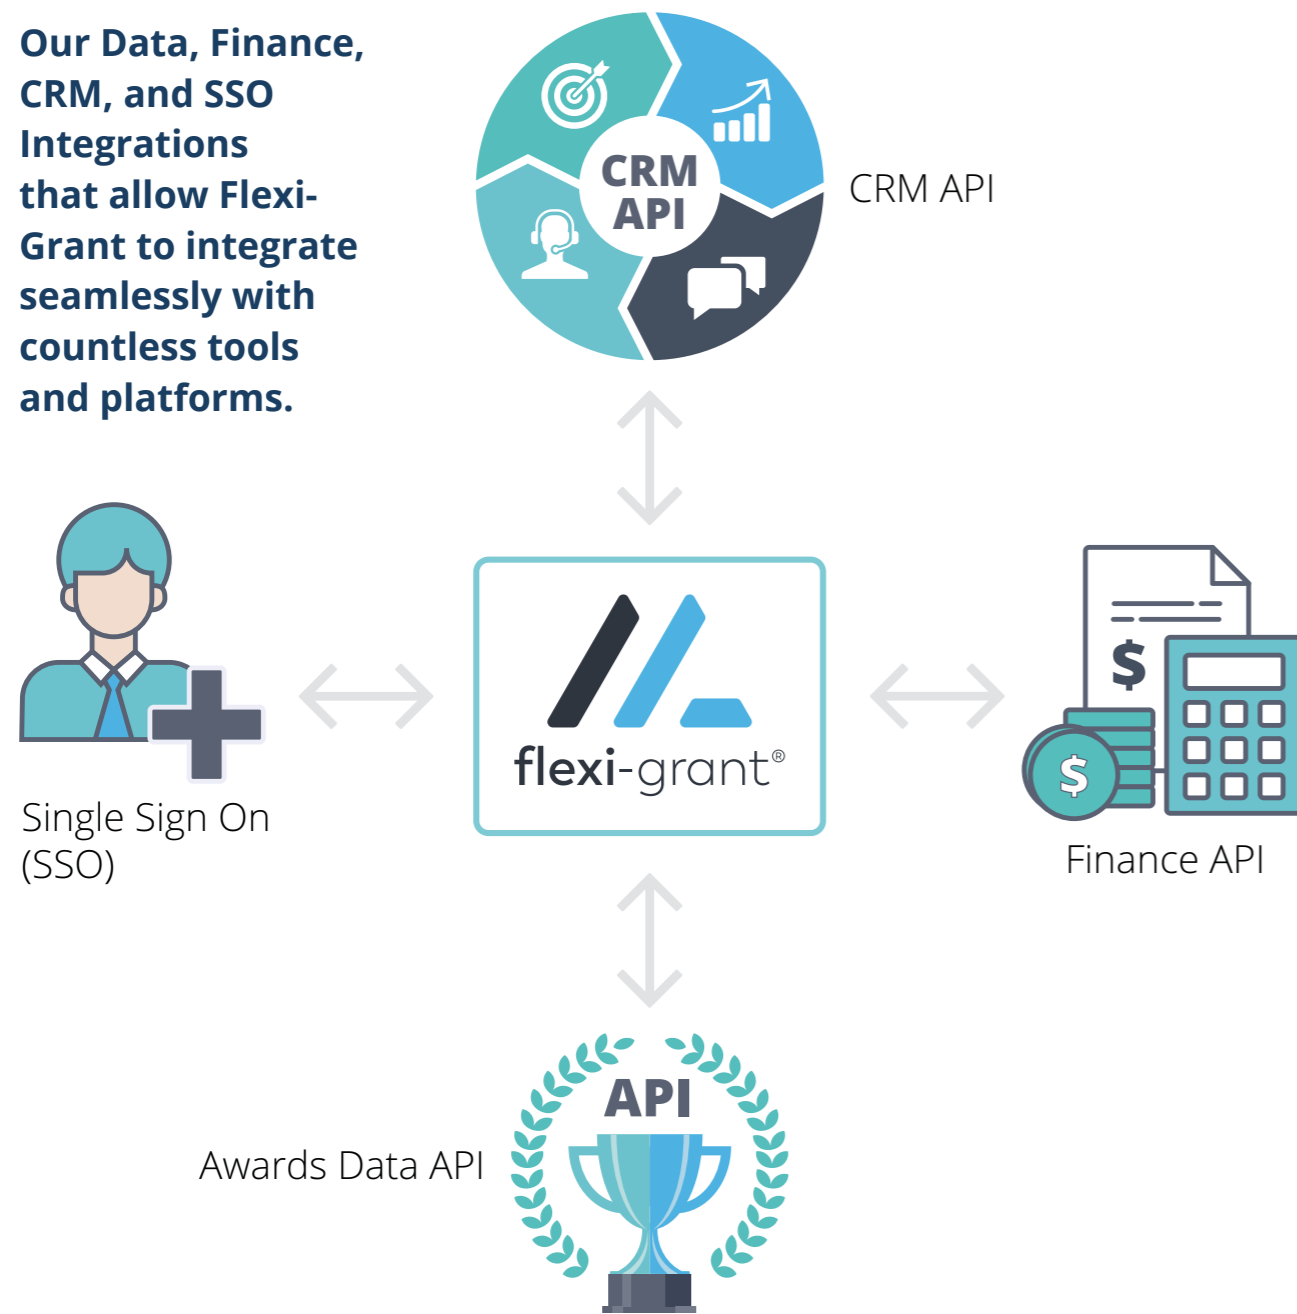 Our Data, Finance,
CRM, and SSO
Integrations
that allow Flexi-
Grant to integrate
seamlessly with
countless tools
and platforms.
CRM
API
CRM API
$
$
flexi-grant®
Single Sign On
(SSO)
Finance API
API
Awards Data API